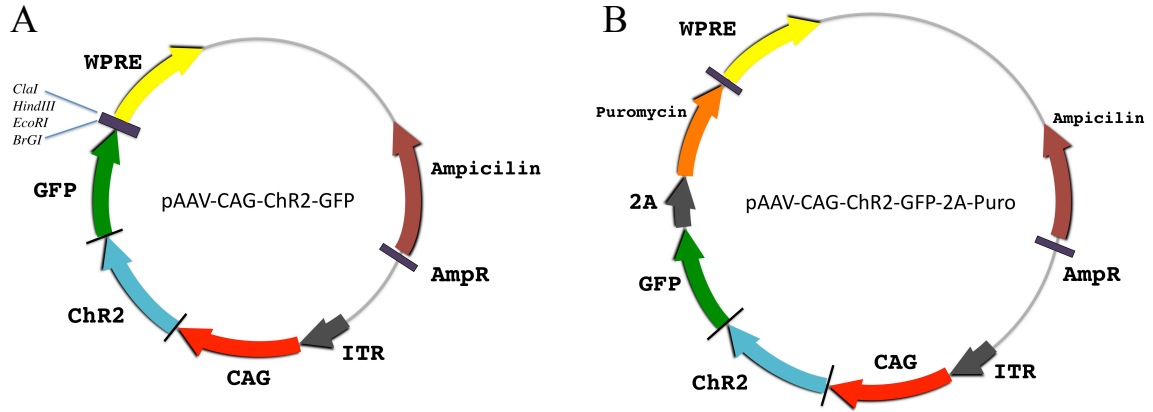 A
WPRE
ClaI
HindIII
EcoRI
BrGI
GFP
Ampicilin
pAAV-CAG-ChR2-GFP
AmpR
ChR2
ITR
CAG
B
WPRE
Puromycin
Ampicilin
2A
pAAV-CAG-ChR2-GFP-2A-Puro
AmpR
GFP
CAG
ITR
ChR2